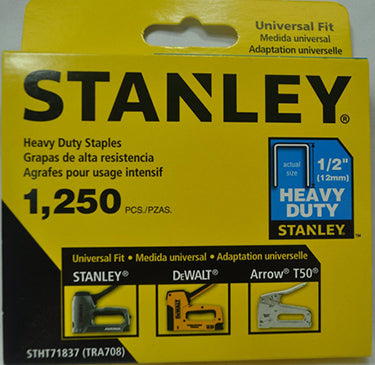 Universal Fit
Medida universal
Adaptation universelle
STANLEY®
Heavy Duty Staples
Grapas de alta resistencia
Agrafes pour usage intensif
1,250 PCS./PZAS.
actual
size
1/2"
(12mm)
HEAVY
DUTY
STANLEY™
Universal Fit • Medida universal • Adaptation universelle
STANLEY® DEWALT® Arrow® T50®
DEWALT
STHT71837 (TRA708)